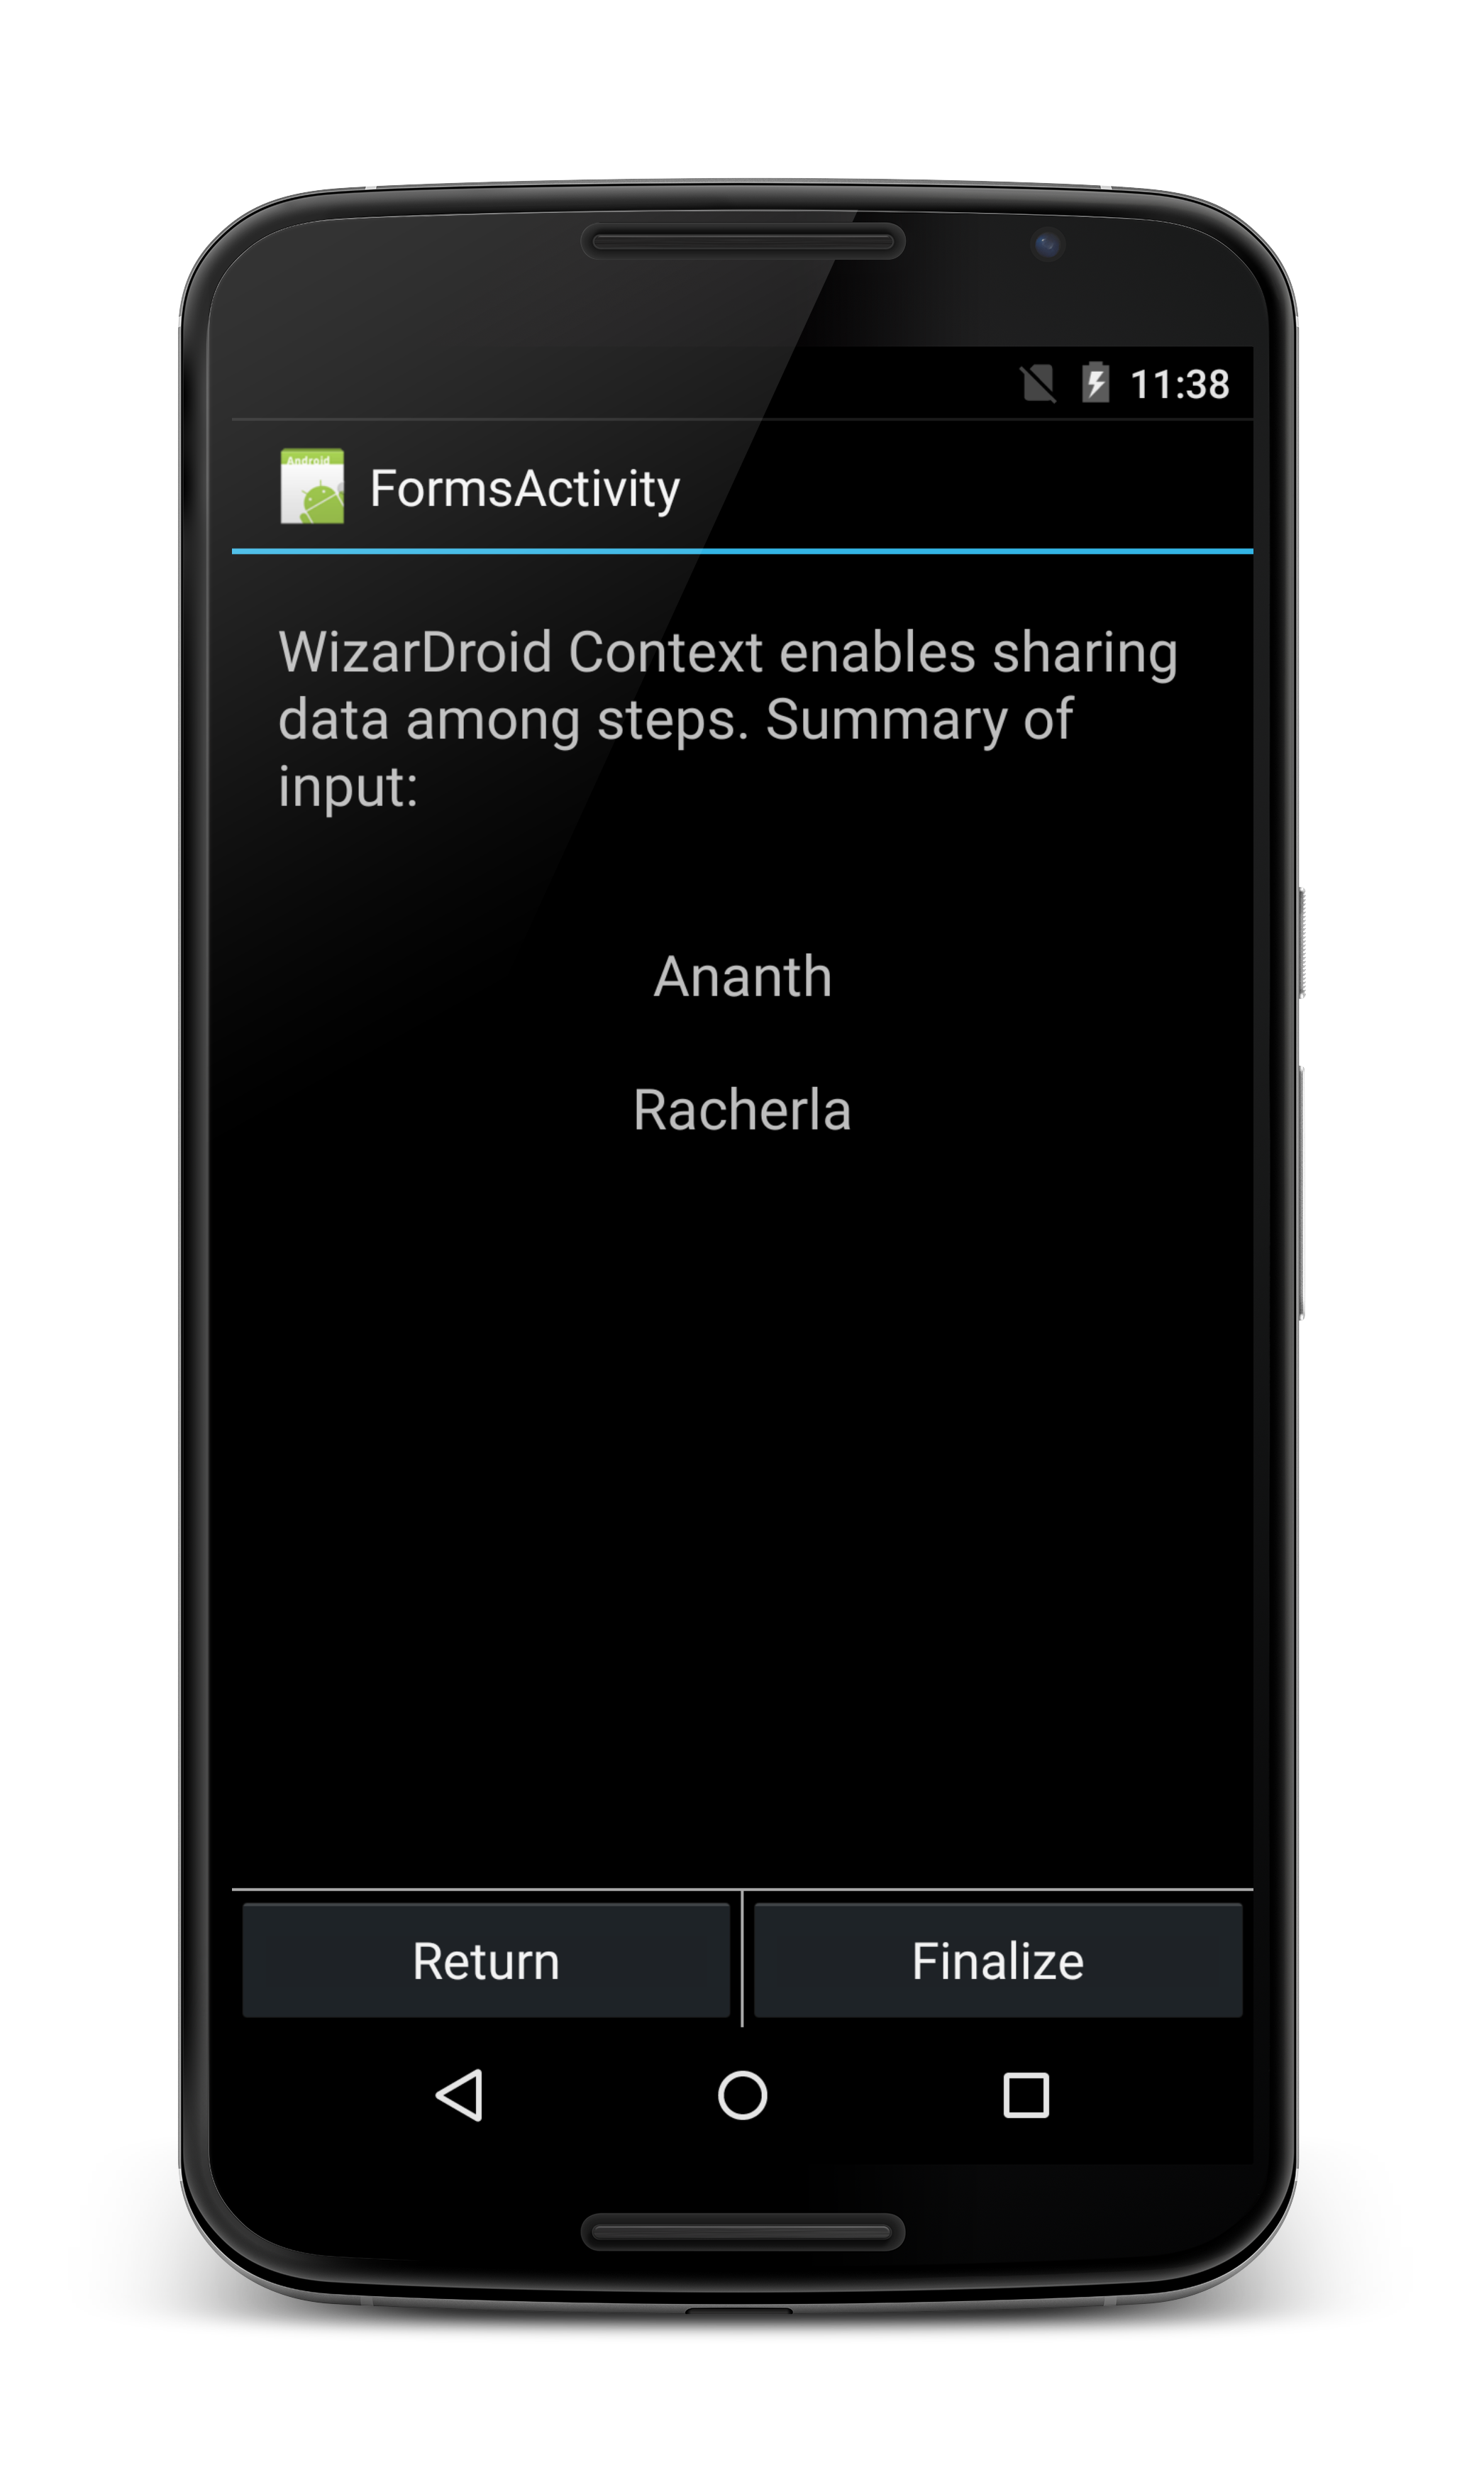 11:38
Android
FormsActivity
WizarDroid Context enables sharing
data among steps. Summary of
input:
Ananth
Racherla
Return
Finalize